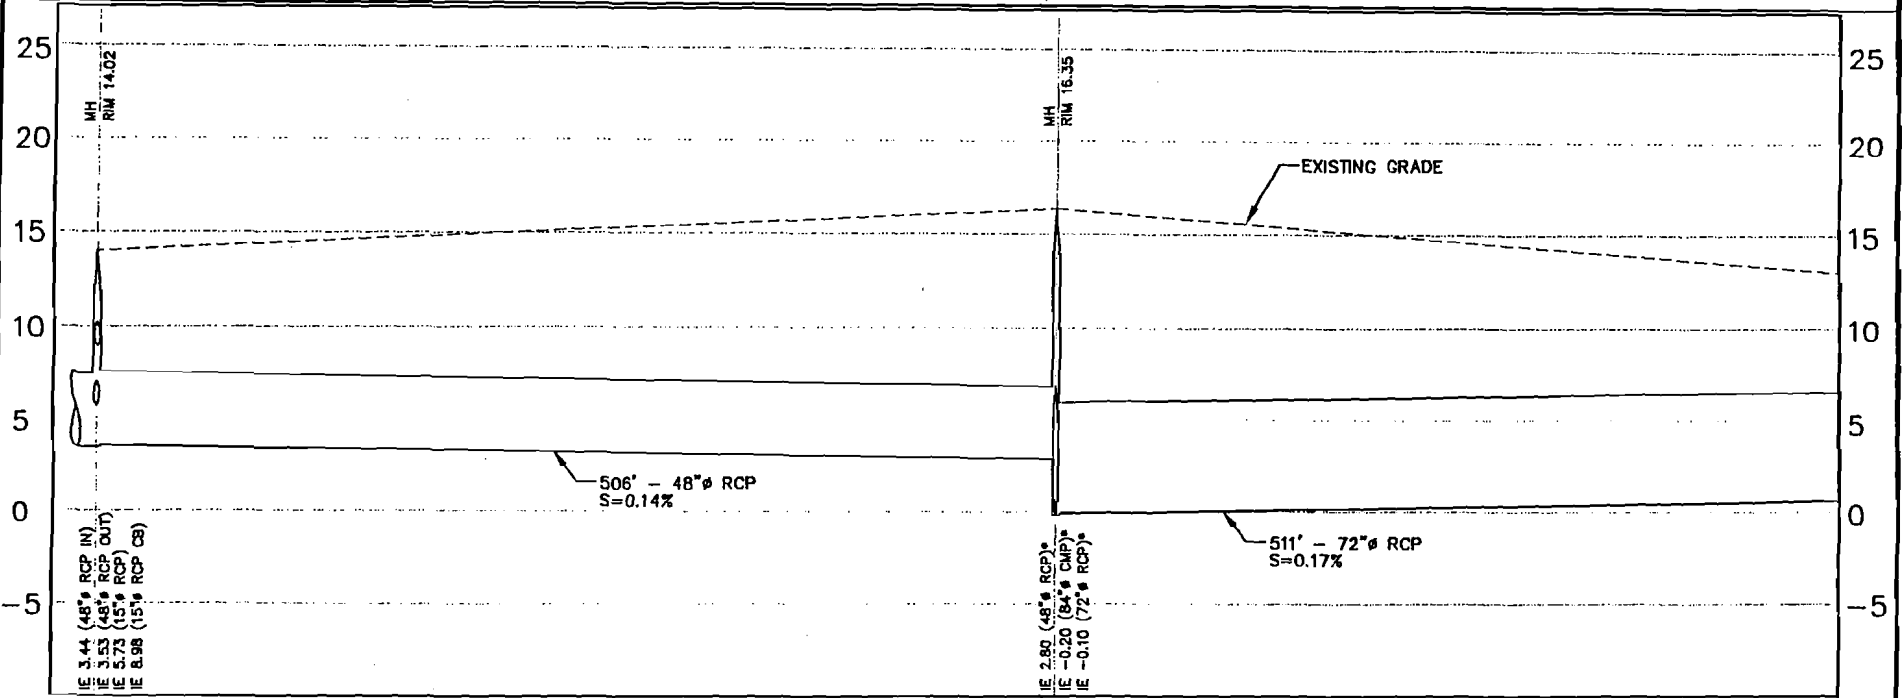 25
20
15
10
5
0
-5
MH
RIM 14.02
MH
RIM 16.35
EXISTING GRADE
506' - 48"ø RCP
S=0.14%
511' - 72"ø RCP
S=0.17%
IE 3.44 (48"ø RCP IN)
IE 3.53 (48"ø RCP OUT)
IE 5.73 (15"ø RCP)
IE 8.98 (15"ø RCP CB)
IE 2.80 (48"ø RCP)*
IE -0.20 (84"ø CMP)*
IE -0.10 (72"ø RCP)*
25
20
15
10
5
0
-5